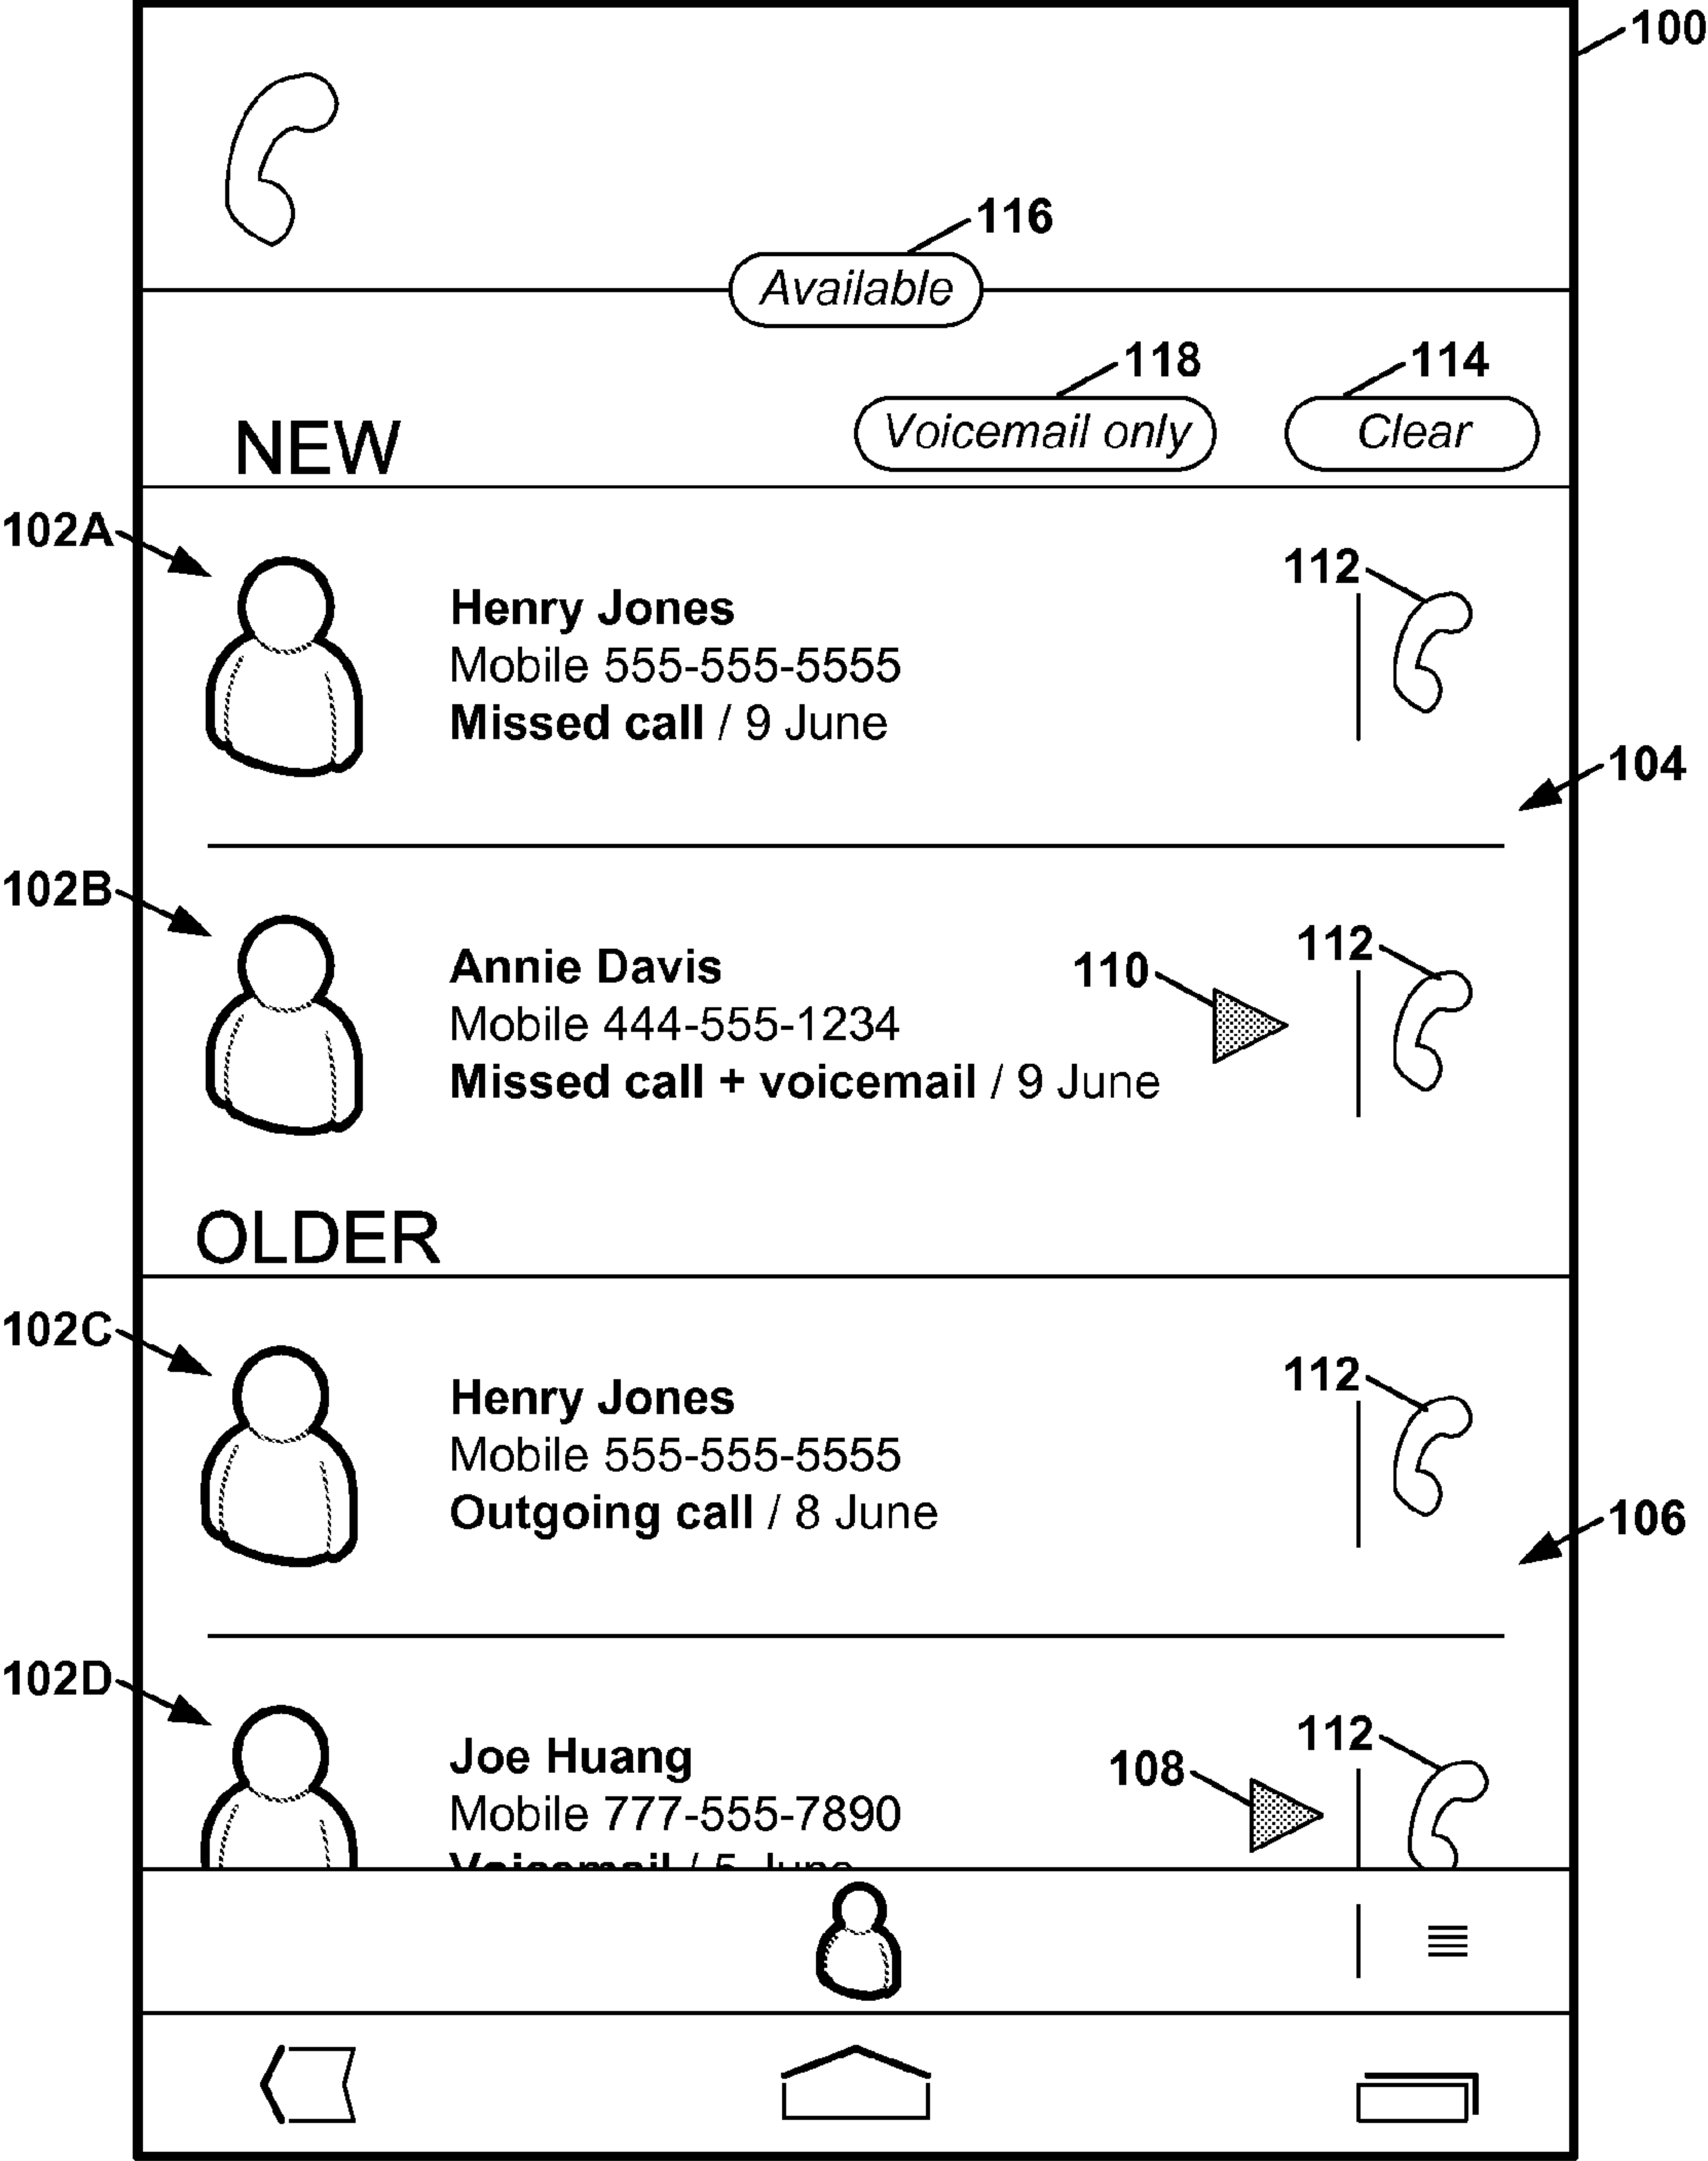 100
116
Available
118
114
NEW
Voicemail only
Clear
102A
112
Henry Jones
Mobile 555-555-5555
Missed call / 9 June
104
102B
112
Annie Davis
110
Mobile 444-555-1234
Missed call + voicemail / 9 June
OLDER
102C
112
Henry Jones
Mobile 555-555-5555
Outgoing call / 8 June
106
102D
112
Joe Huang
108
Mobile 777-555-7890
Voicemail / 5 June